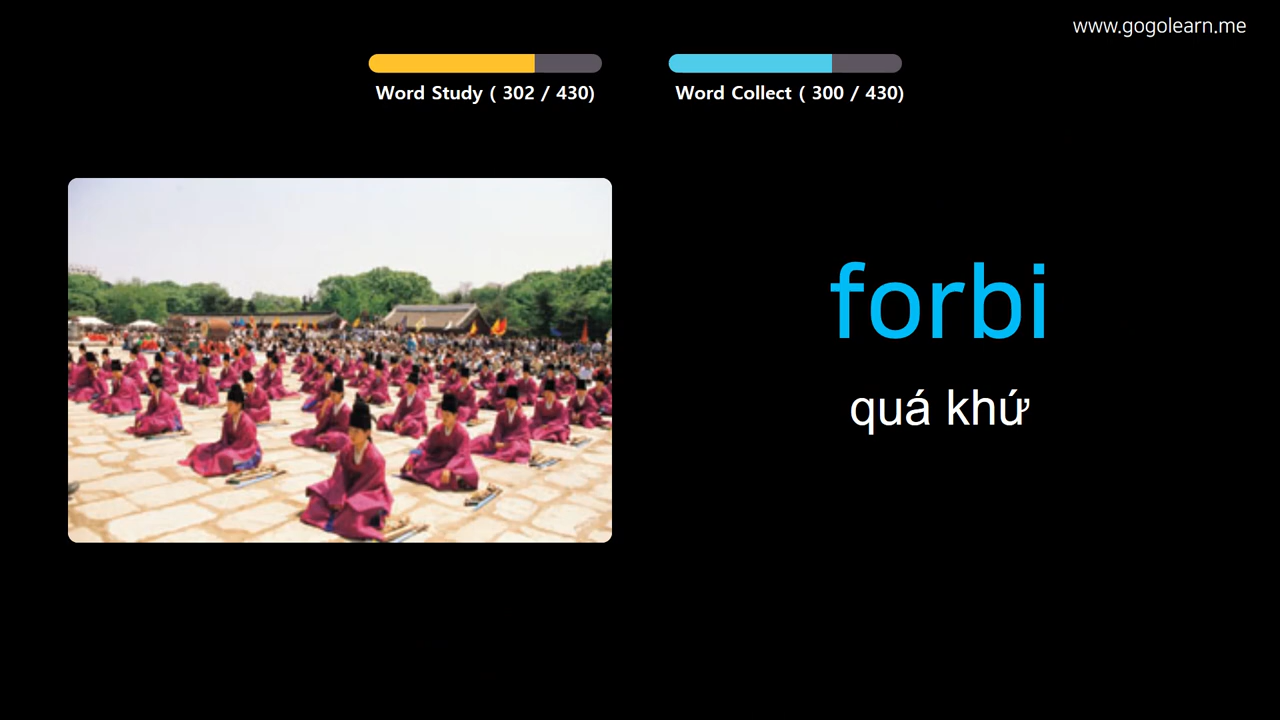 www.gogolearn.me
Word Study ( 302 / 430)
Word Collect ( 300 / 430)
forbi
quá khứ